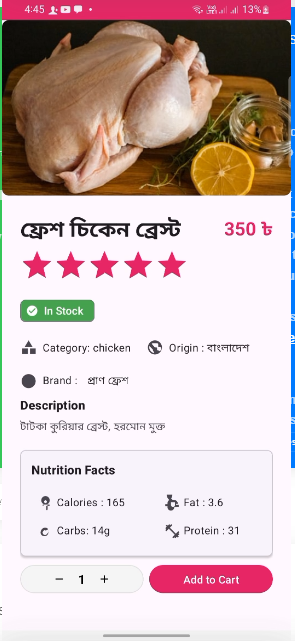 4:45 13%
ফ্রেশ চিকেন ব্রেস্ট 350 ৳
In Stock
Category: chicken Origin : বাংলাদেশ
Brand : প্রাণ ফ্রেশ
Description
টাটকা কুরিয়ার ব্রেস্ট, হরমোন মুক্ত
Nutrition Facts
Calories : 165 Fat : 3.6
Carbs: 14g Protein : 31
− 1 + Add to Cart